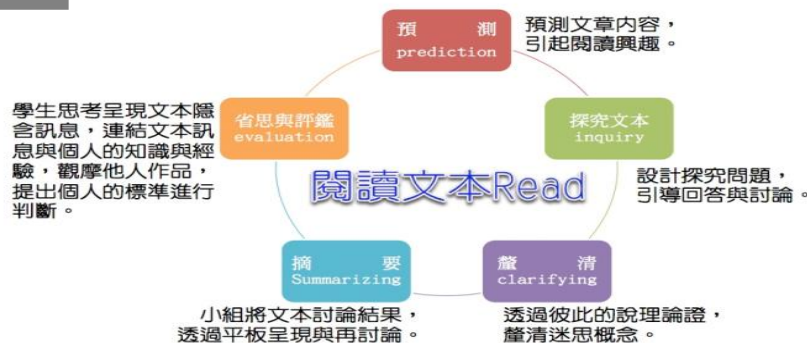 預測
prediction
預測文章內容，
引起閱讀興趣。
探究文本
inquiry
設計探究問題，
引導回答與討論。
釐清
clarifying
透過彼此的說理論證，
釐清迷思概念。
摘要
Summarizing
小組將文本討論結果，
透過平板呈現與再討論。
省思與評鑑
evaluation
學生思考呈現文本隱
含訊息，連結文本訊
息與個人的知識與經
驗，觀摩他人作品，
提出個人的標準進行
判斷。
閱讀文本Read